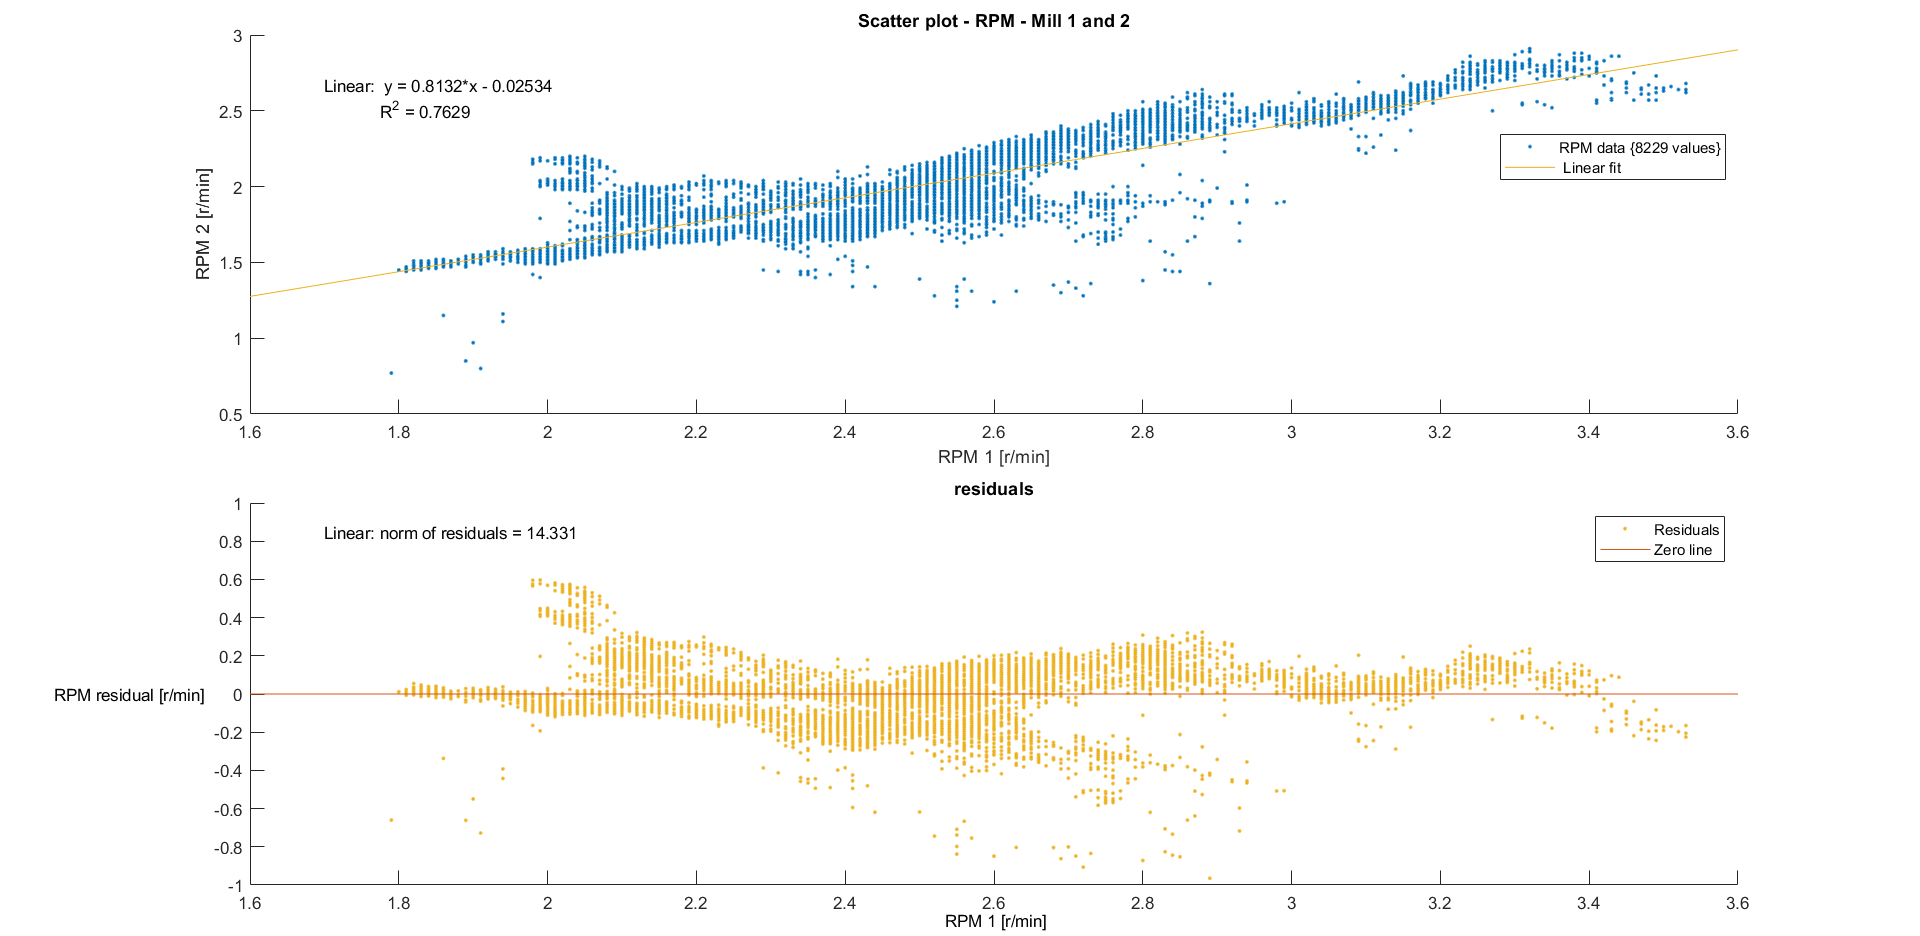 Scatter plot - RPM - Mill 1 and 2
3
2.5
2
1.5
1
0.5
RPM 2 [r/min]
Linear: y = 0.8132*x - 0.02534
R² = 0.7629
RPM data {8229 values}
Linear fit
1.6 1.8 2 2.2 2.4 2.6 2.8 3 3.2 3.4 3.6
RPM 1 [r/min]
residuals
1
0.8
0.6
0.4
0.2
0
-0.2
-0.4
-0.6
-0.8
-1
RPM residual [r/min]
Linear: norm of residuals = 14.331
Residuals
Zero line
1.6 1.8 2 2.2 2.4 2.6 2.8 3 3.2 3.4 3.6
RPM 1 [r/min]